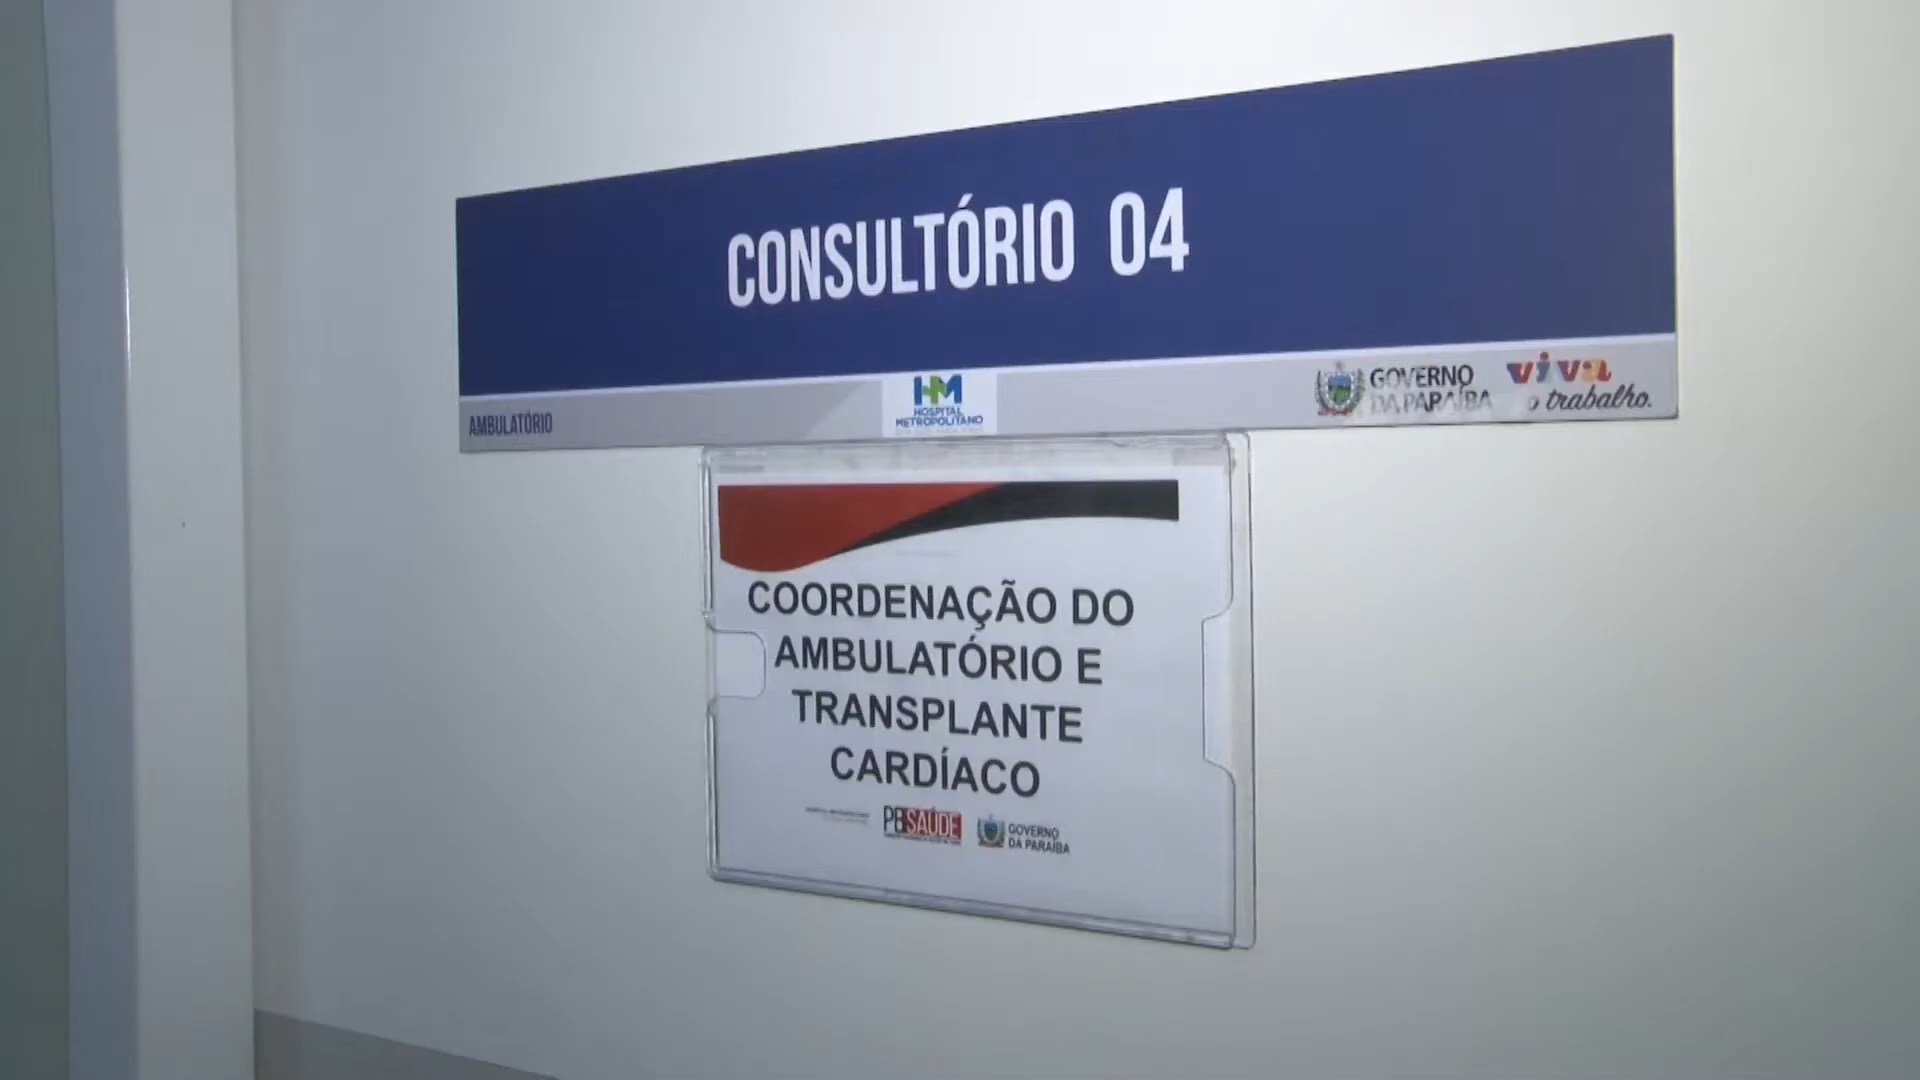 CONSULTÓRIO 04
AMBULATÓRIO
HM
HOSPITAL
METROPOLITANO
GOVERNO
DA PARAÍBA
viva
o trabalho.
COORDENAÇÃO DO
AMBULATÓRIO E
TRANSPLANTE
CARDÍACO
PBSAÚDE
GOVERNO
DA PARAÍBA